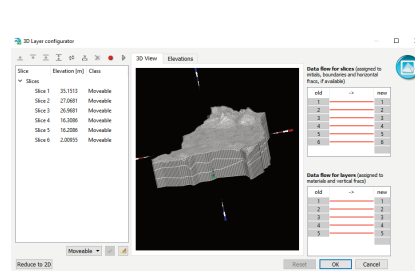 3D Layer configurator
Slice Elevation [m] Class
Slices
Slice 1 35.1513 Moveable
Slice 2 27.0681 Moveable
Slice 3 26.9681 Moveable
Slice 4 16.3086 Moveable
Slice 5 16.2086 Moveable
Slice 6 2.00955 Moveable
Moveable
Reduce to 2D
3D View Elevations
Data flow for slices (assigned to
initials, boundaries and horizontal
fracs, if available)
old -> new
1 1
2 2
3 3
4 4
5 5
6 6
Data flow for layers (assigned to
materials and vertical fracs)
old -> new
1 1
2 2
3 3
4 4
5 5
Reset OK Cancel